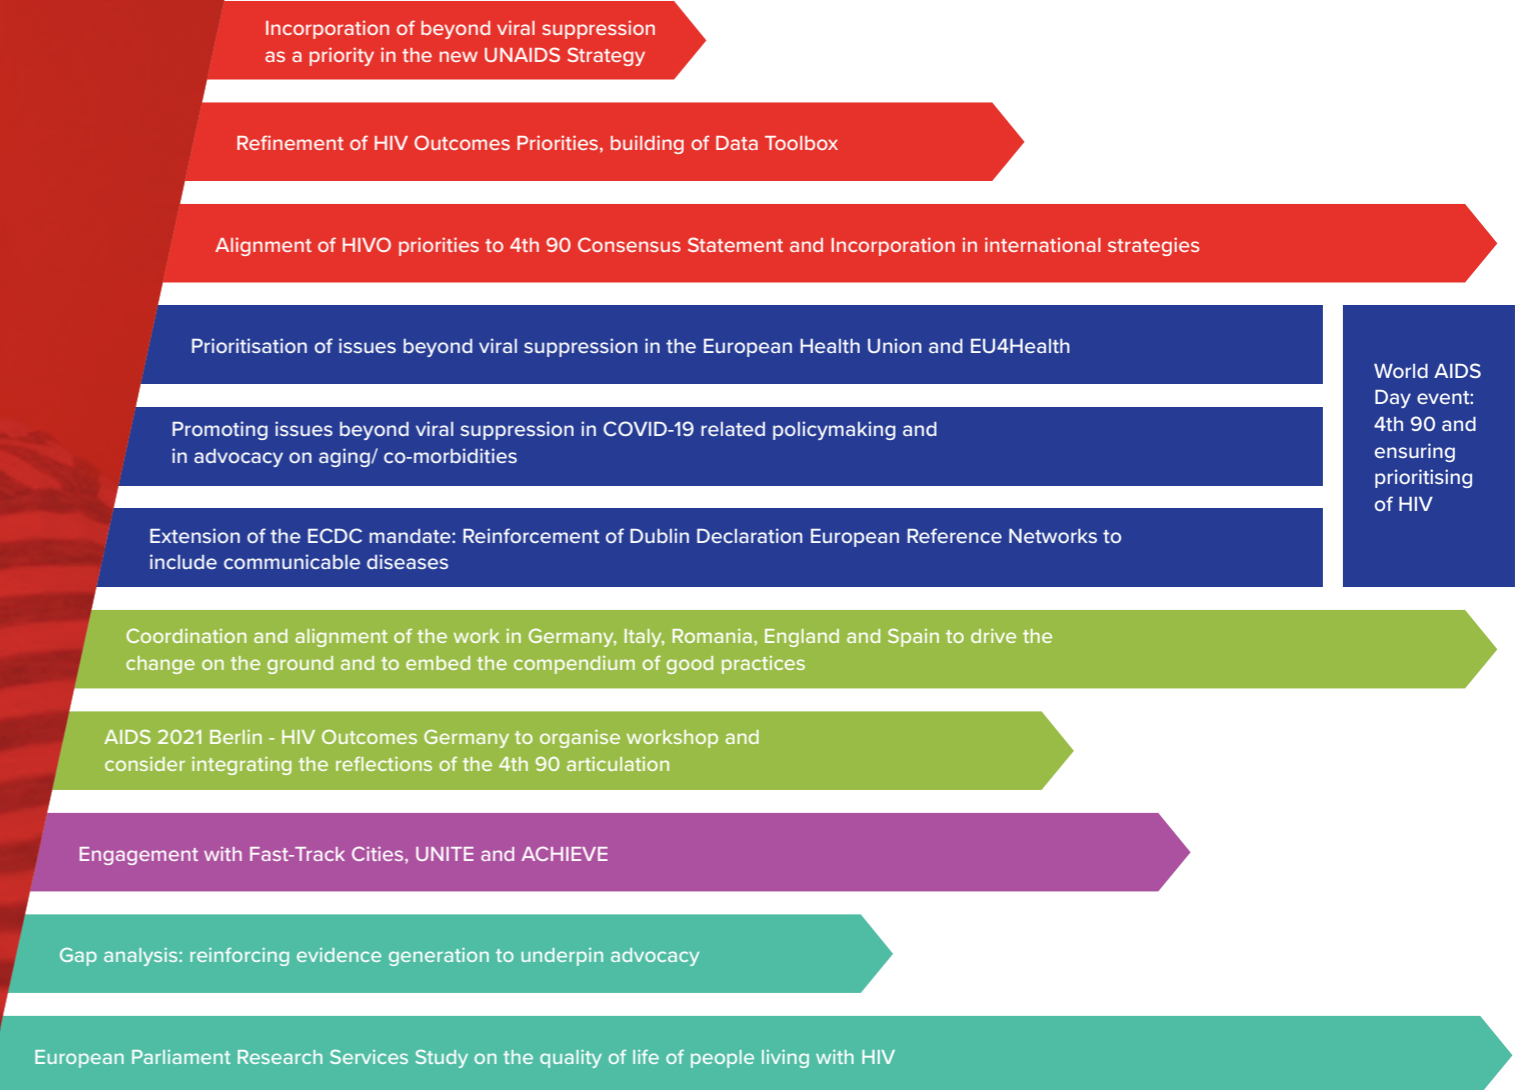 Incorporation of beyond viral suppression
as a priority in the new UNAIDS Strategy
Refinement of HIV Outcomes Priorities, building of Data Toolbox
Alignment of HIVO priorities to 4th 90 Consensus Statement and Incorporation in international strategies
Prioritisation of issues beyond viral suppression in the European Health Union and EU4Health
Promoting issues beyond viral suppression in COVID-19 related policymaking and
in advocacy on aging/ co-morbidities
Extension of the ECDC mandate: Reinforcement of Dublin Declaration European Reference Networks to
include communicable diseases
World AIDS
Day event:
4th 90 and
ensuring
prioritising
of HIV
Coordination and alignment of the work in Germany, Italy, Romania, England and Spain to drive the
change on the ground and to embed the compendium of good practices
AIDS 2021 Berlin - HIV Outcomes Germany to organise workshop and
consider integrating the reflections of the 4th 90 articulation
Engagement with Fast-Track Cities, UNITE and ACHIEVE
Gap analysis: reinforcing evidence generation to underpin advocacy
European Parliament Research Services Study on the quality of life of people living with HIV